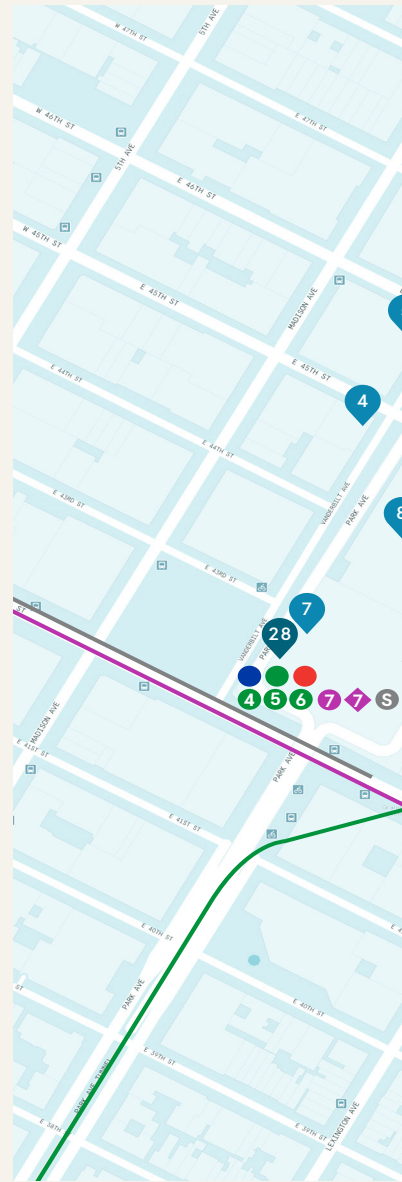 5TH AVE
W 47TH ST
E 47TH ST
W 46TH ST
5TH AVE
E 46TH ST
W 45TH ST
E 45TH ST
MADISON AVE
E 45TH ST
E 44TH ST
4
E 44TH ST
VANDERBILT AVE
PARK AVE
E 43RD ST
8
E 43RD ST
7
28
VANDERBILT AVE
ST
4 5 6 7 7 S
MADISON AVE
E 41ST ST
PARK AVE
E 41ST ST
E 40TH ST
ST
PARK AVE
E 40TH ST
E 39TH ST
PARK AVE TUNNEL
E 38TH
E 39TH ST
LEXINGTON AVE